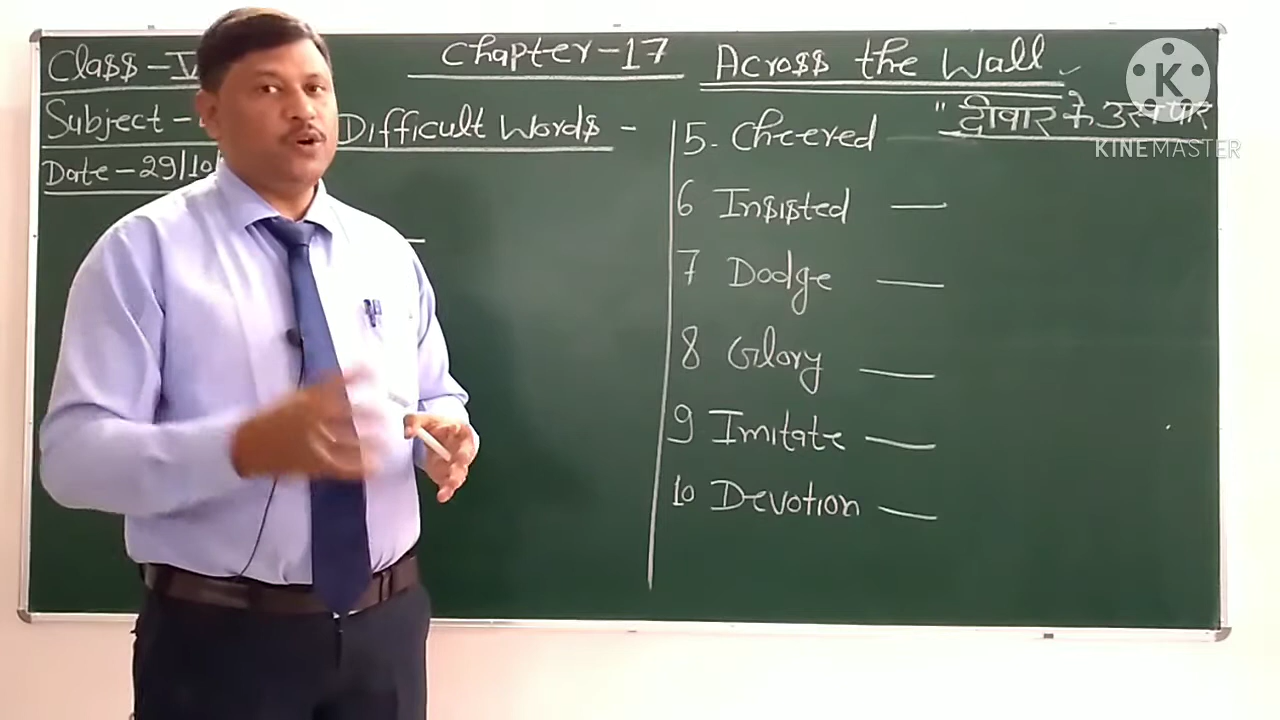 Class - V
Chapter - 17
Across the Wall
Subject -
Difficult Words -
" दीवार के उस पार
Date - 29/10
5. Cheered
6 Insisted —
7 Dodge —
8 Glory —
9 Imitate —
10 Devotion —
K
KINEMASTER